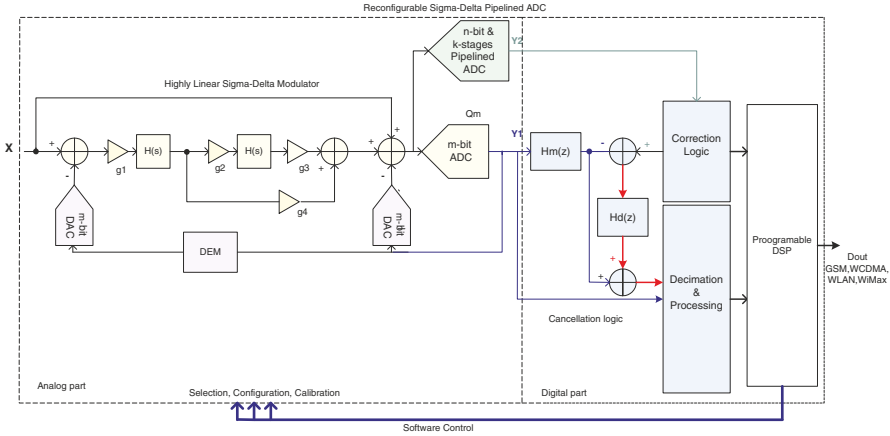 Reconfigurable Sigma-Delta Pipelined ADC
n-bit &
k-stages
Pipelined
ADC
Y2
Highly Linear Sigma-Delta Modulator
Qm
X
+
-
g1
H(s)
g2
H(s)
g3
+
+
g4
+
+
-
-
m-bit
ADC
Y1
Hm(z)
-
+
Correction
Logic
Hd(z)
+
+
m-bit
DAC
DEM
m-bit
DAC
Decimation
&
Processing
Proogramable
DSP
Dout
GSM,WCDMA,
WLAN,WiMax
Cancellation logic
Analog part
Selection, Configuration, Calibration
Digital part
Software Control